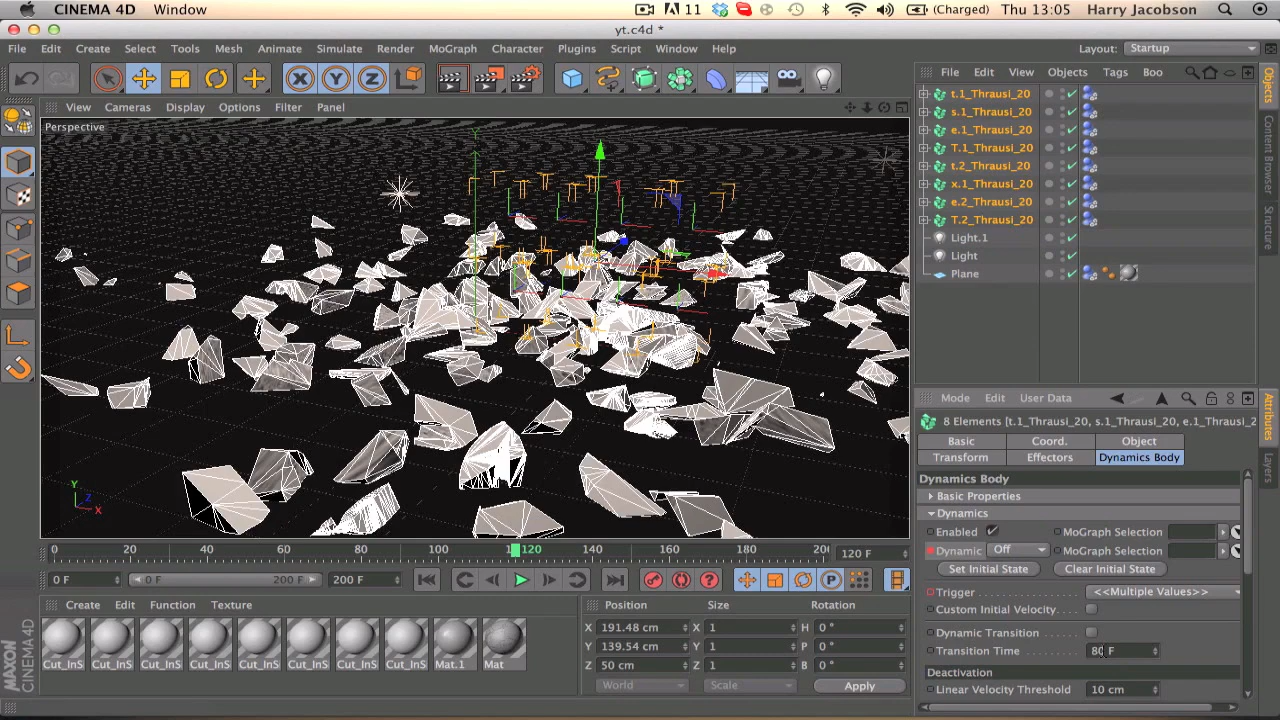 CINEMA 4D Window 11 (Charged) Thu 13:05 Harry Jacobson
yt.c4d *
File Edit Create Select Tools Mesh Animate Simulate Render MoGraph Character Plugins Script Window Help Layout: Startup
X Y Z
File Edit View Objects Tags Boo
View Cameras Display Options Filter Panel
Perspective
t.1_Thrausi_20
s.1_Thrausi_20
e.1_Thrausi_20
T.1_Thrausi_20
t.2_Thrausi_20
x.1_Thrausi_20
e.2_Thrausi_20
T.2_Thrausi_20
Light.1
Light
Plane
Objects
Content Browser
Structure
Y
Y
Z
X
Mode Edit User Data
8 Elements [t.1_Thrausi_20, s.1_Thrausi_20, e.1_Thrausi_2
Basic Coord. Object
Transform Effectors Dynamics Body
Dynamics Body
Basic Properties
Dynamics
Enabled MoGraph Selection
Dynamic Off MoGraph Selection
Set Initial State Clear Initial State
Trigger <<Multiple Values>>
Custom Initial Velocity
Dynamic Transition
Transition Time 80 F
Deactivation
Linear Velocity Threshold 10 cm
Attributes
Layers
0 20 40 60 80 100 120 140 160 180 20 120 F
0 F 0 F 200 F 200 F P
Create Edit Function Texture
Cut_InS Cut_InS Cut_InS Cut_InS Cut_InS Cut_InS Cut_InS Cut_InS Mat.1 Mat
Position Size Rotation
X 191.48 cm X 1 H 0 °
Y 139.54 cm Y 1 P 0 °
Z 50 cm Z 1 B 0 °
World Scale Apply
MAXON CINEMA 4D